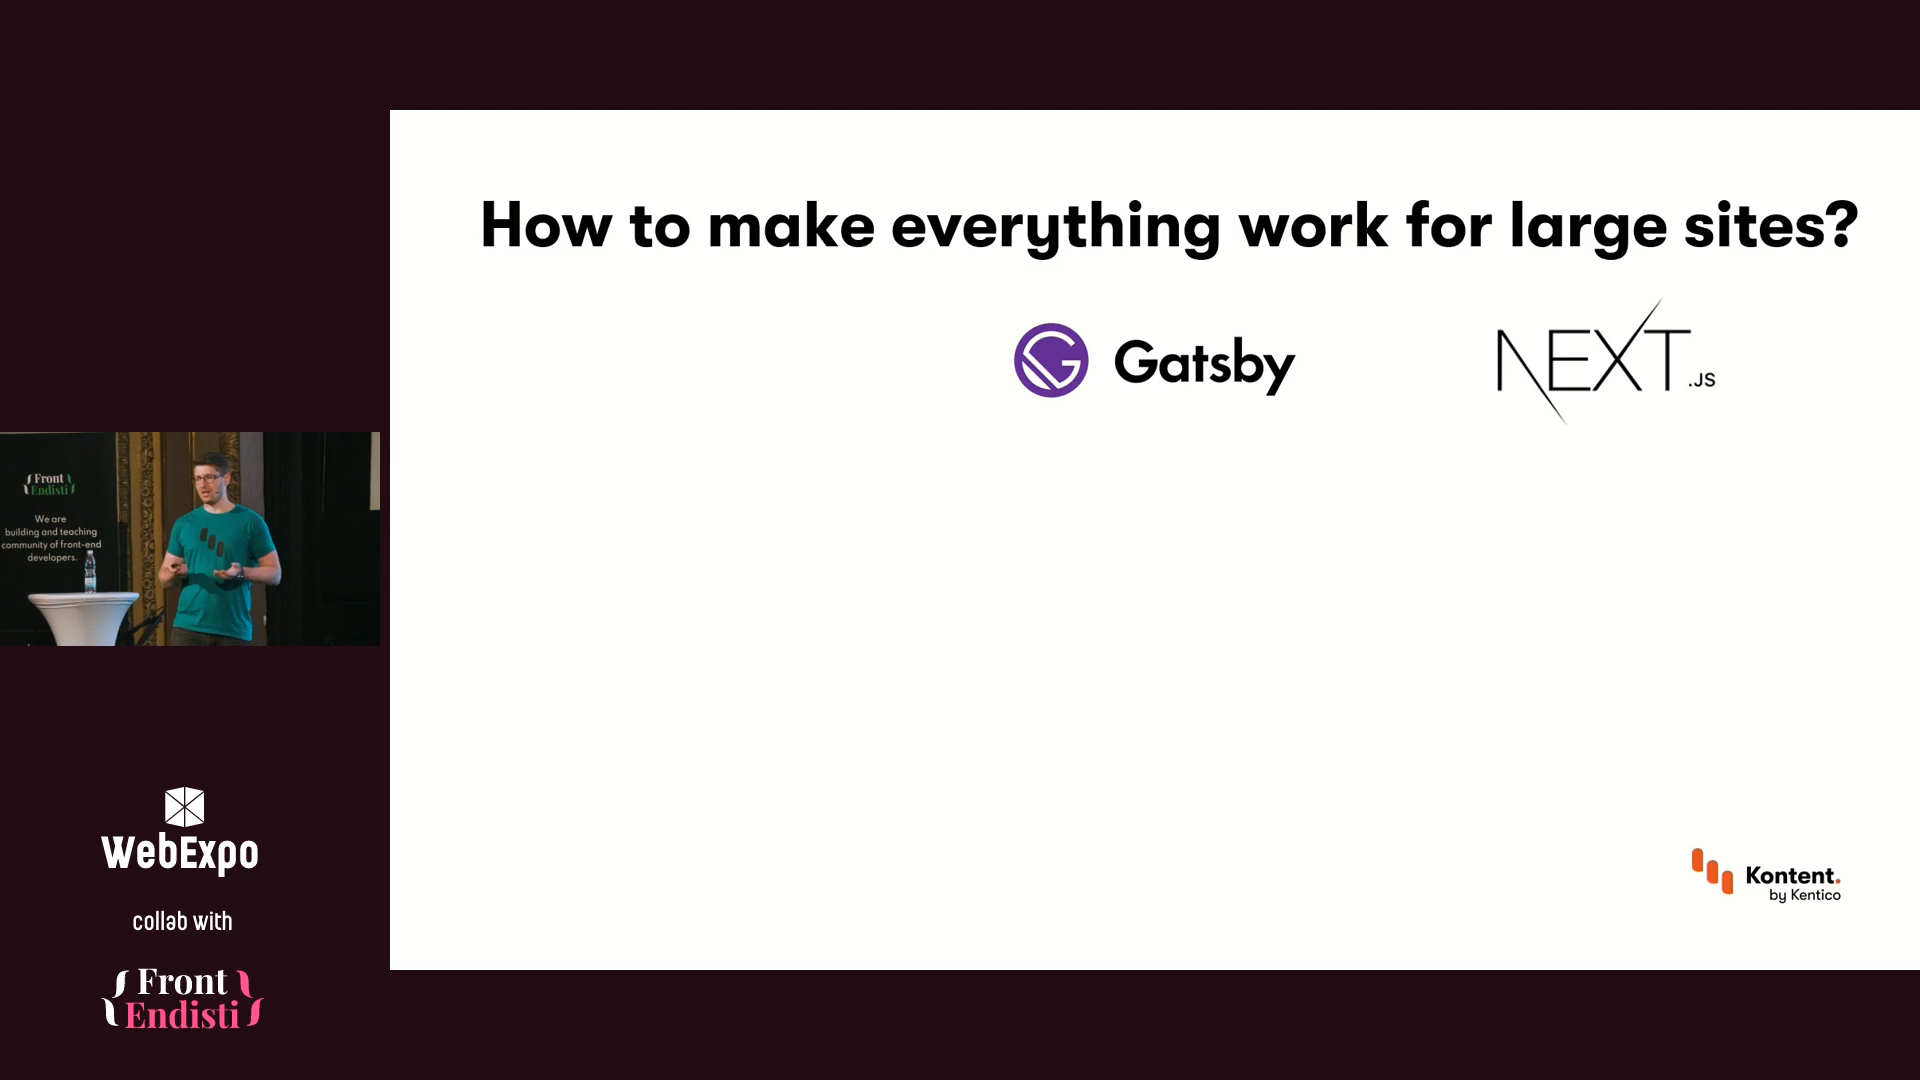 How to make everything work for large sites?
Gatsby
NEXT.JS
Front
Endisti
We are
building and teaching
community of front-end
developers.
WebExpo
collab with
Front
Endisti
Kontent.
by Kentico